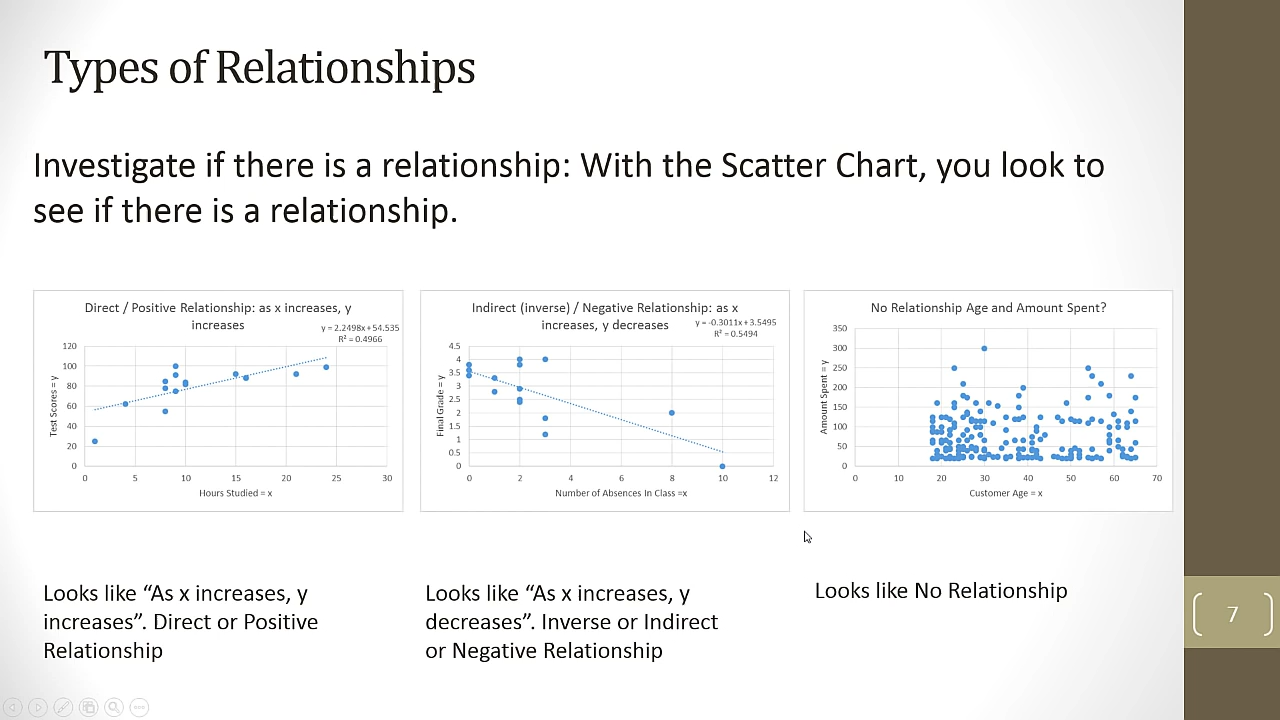 Types of Relationships
Investigate if there is a relationship: With the Scatter Chart, you look to
see if there is a relationship.
Direct / Positive Relationship: as x increases, y
increases
y = 2.2498x + 54.535
R² = 0.4966
120
100
80
60
40
20
0
Test Scores = y
0 5 10 15 20 25 30
Hours Studied = x
Indirect (inverse) / Negative Relationship: as x
increases, y decreases
y = -0.3011x + 3.5495
R² = 0.5494
4.5
4
3.5
3
2.5
2
1.5
1
0.5
0
Final Grade = y
0 2 4 6 8 10 12
Number of Absences In Class =x
No Relationship Age and Amount Spent?
350
300
250
200
150
100
50
0
Amount Spent = y
0 10 20 30 40 50 60 70
Customer Age = x
Looks like “As x increases, y
increases”. Direct or Positive
Relationship
Looks like “As x increases, y
decreases”. Inverse or Indirect
or Negative Relationship
Looks like No Relationship
7